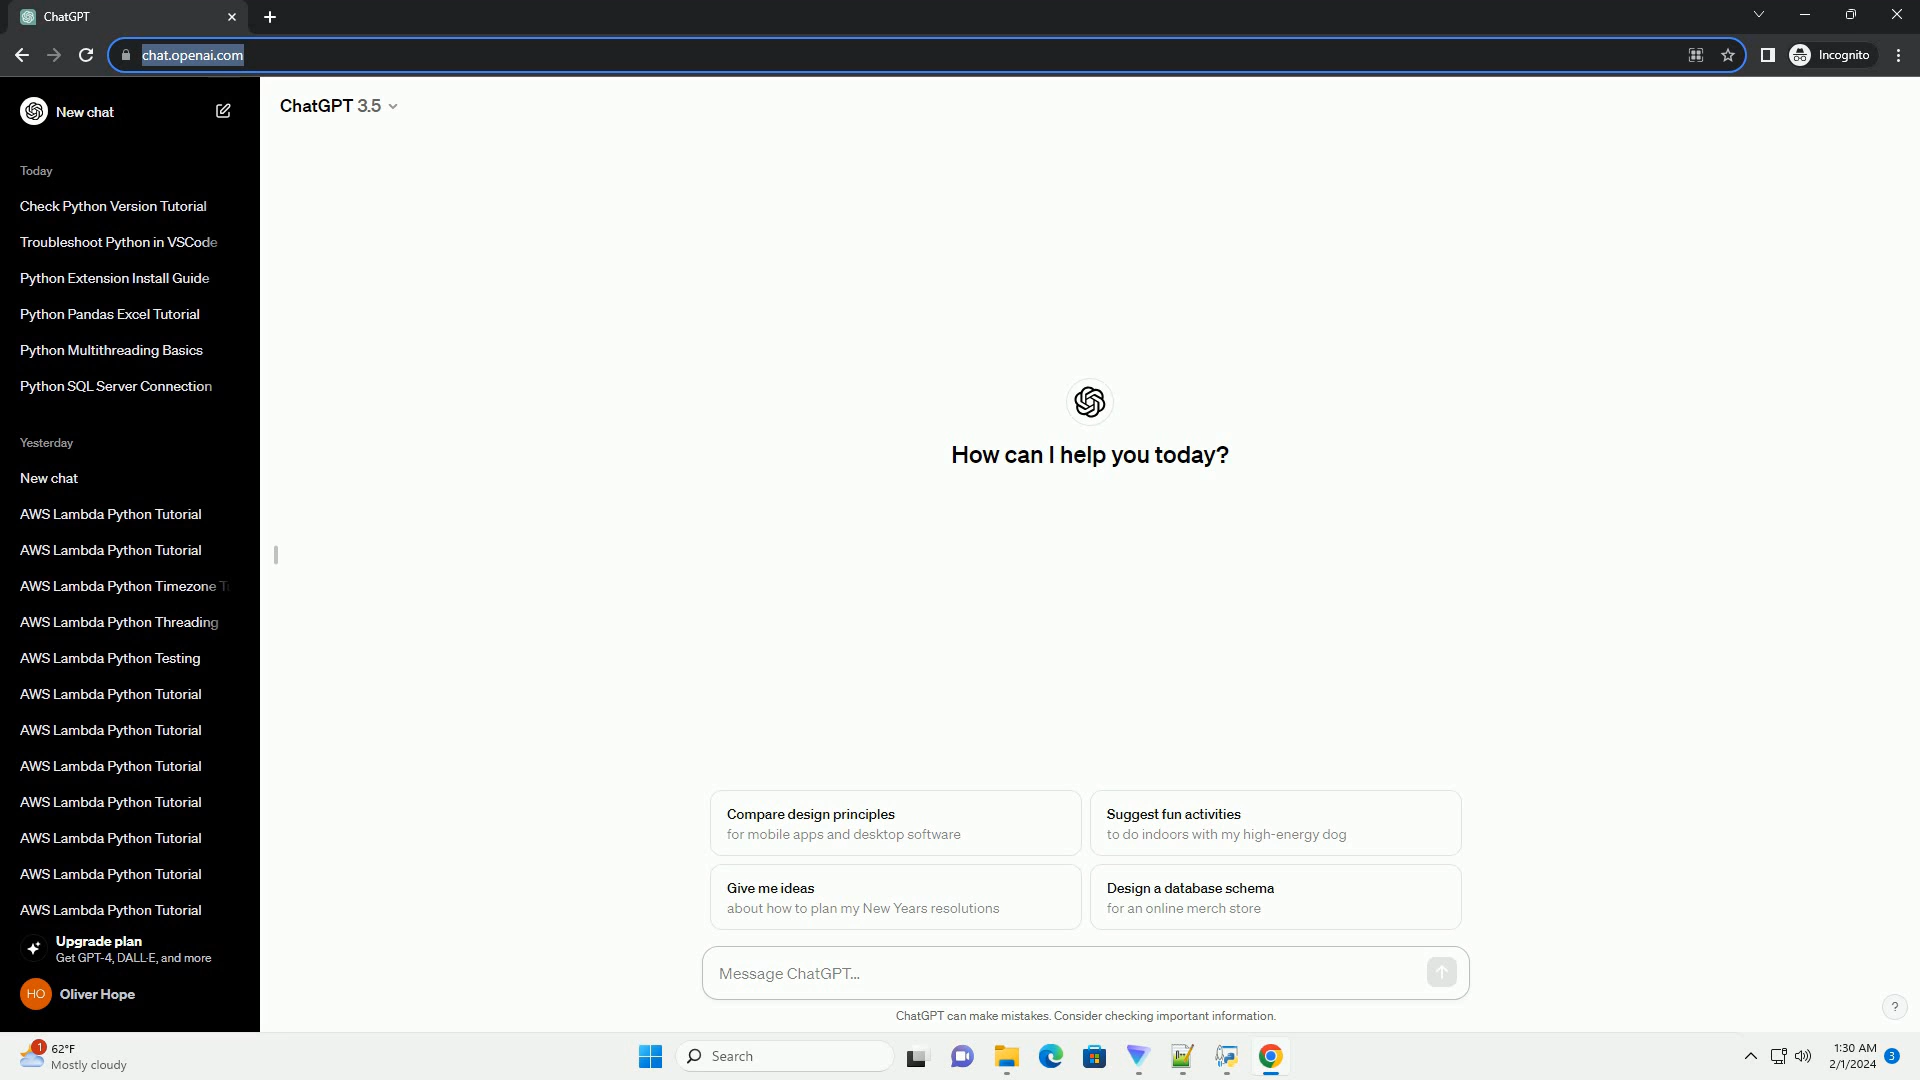 ChatGPT
chat.openai.com
Incognito
New chat
ChatGPT 3.5
Today
Check Python Version Tutorial
Troubleshoot Python in VSCode
Python Extension Install Guide
Python Pandas Excel Tutorial
Python Multithreading Basics
Python SQL Server Connection
Yesterday
New chat
AWS Lambda Python Tutorial
AWS Lambda Python Tutorial
AWS Lambda Python Timezone
AWS Lambda Python Threading
AWS Lambda Python Testing
AWS Lambda Python Tutorial
AWS Lambda Python Tutorial
AWS Lambda Python Tutorial
AWS Lambda Python Tutorial
AWS Lambda Python Tutorial
AWS Lambda Python Tutorial
AWS Lambda Python Tutorial
Upgrade plan
Get GPT-4, DALL·E, and more
HO
Oliver Hope
How can I help you today?
Compare design principles
for mobile apps and desktop software
Suggest fun activities
to do indoors with my high-energy dog
Give me ideas
about how to plan my New Years resolutions
Design a database schema
for an online merch store
Message ChatGPT...
ChatGPT can make mistakes. Consider checking important information.
?
1
62°F
Mostly cloudy
Search
1:30 AM
2/1/2024
3